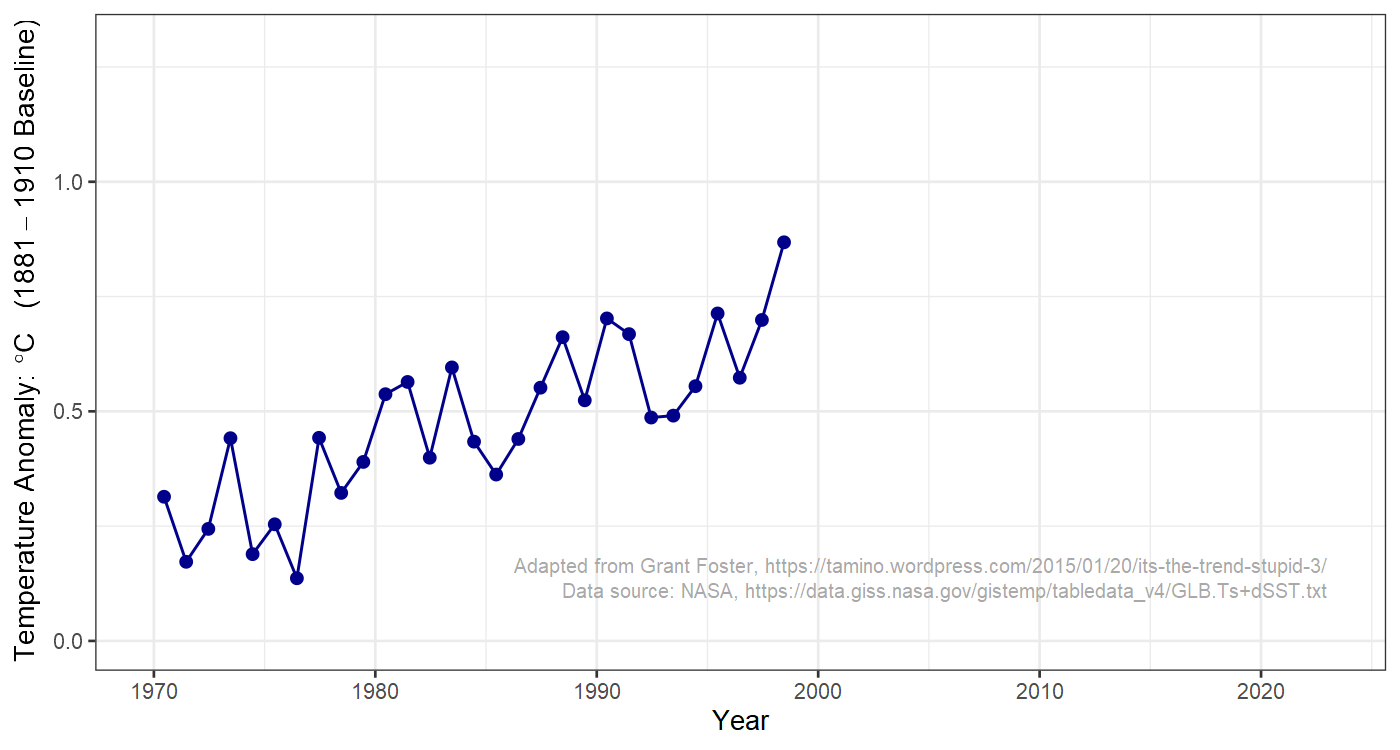 Temperature Anomaly: °C (1881 – 1910 Baseline)
1.0
0.5
0.0
Adapted from Grant Foster, https://tamino.wordpress.com/2015/01/20/its-the-trend-stupid-3/
Data source: NASA, https://data.giss.nasa.gov/gistemp/tabledata_v4/GLB.Ts+dSST.txt
1970 1980 1990 2000 2010 2020
Year